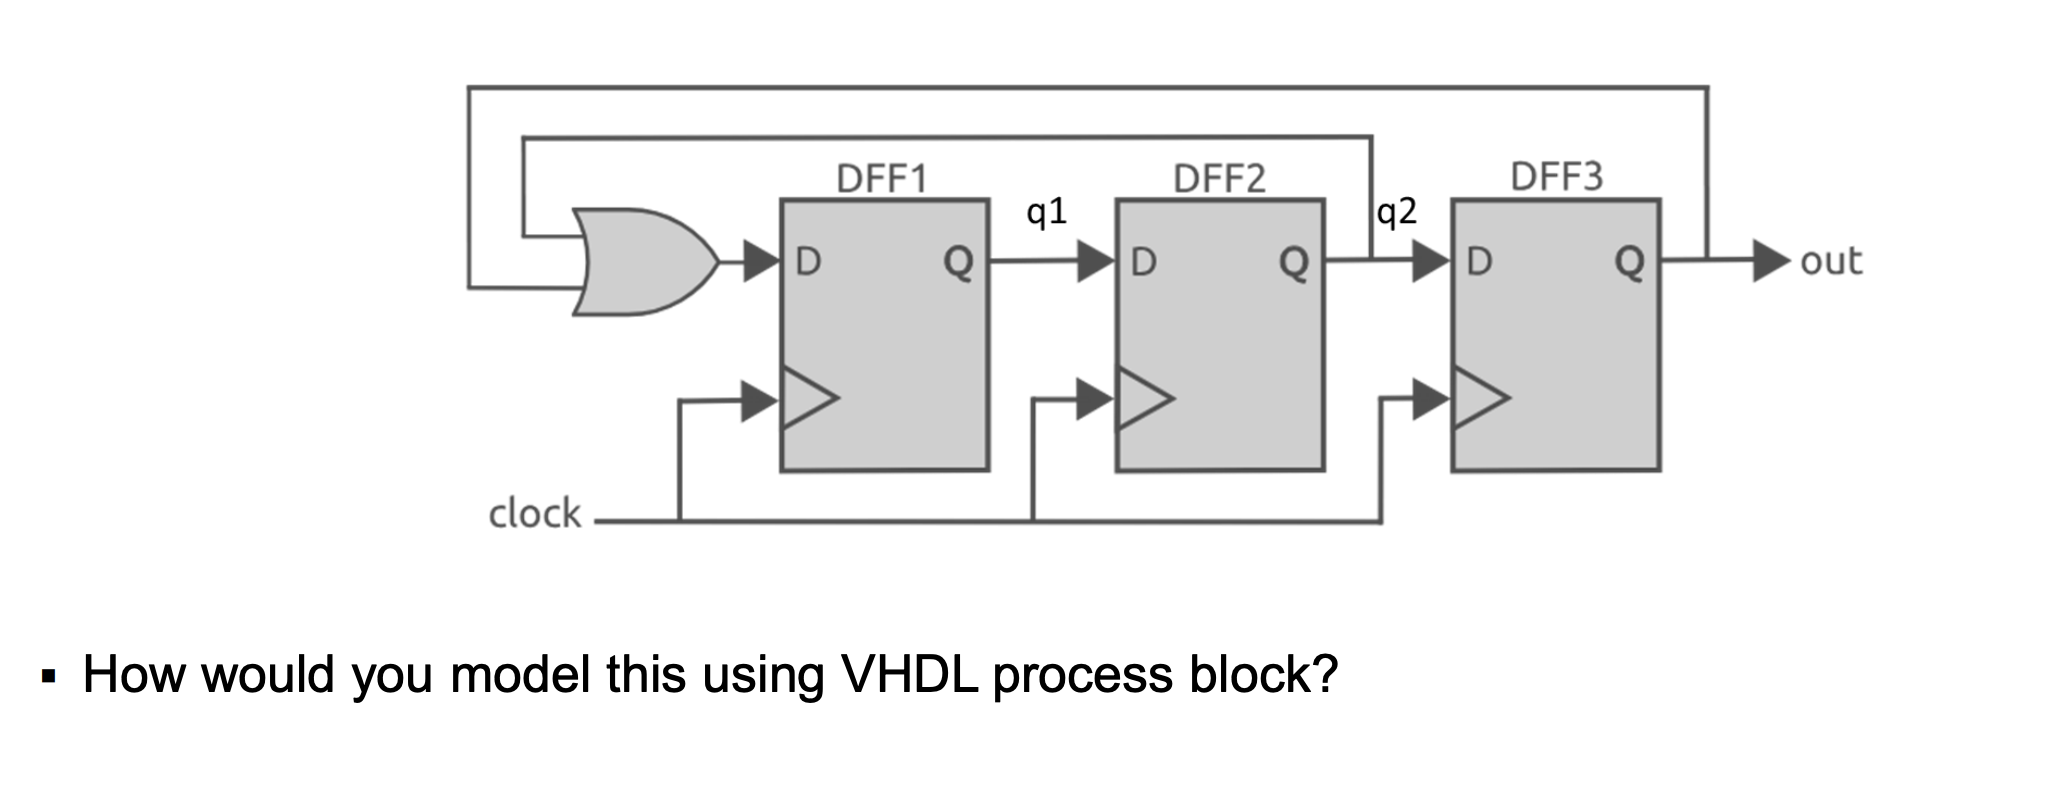 DFF1
DFF2
DFF3
q1
q2
D
Q
D
Q
D
Q
out
clock
▪ How would you model this using VHDL process block?